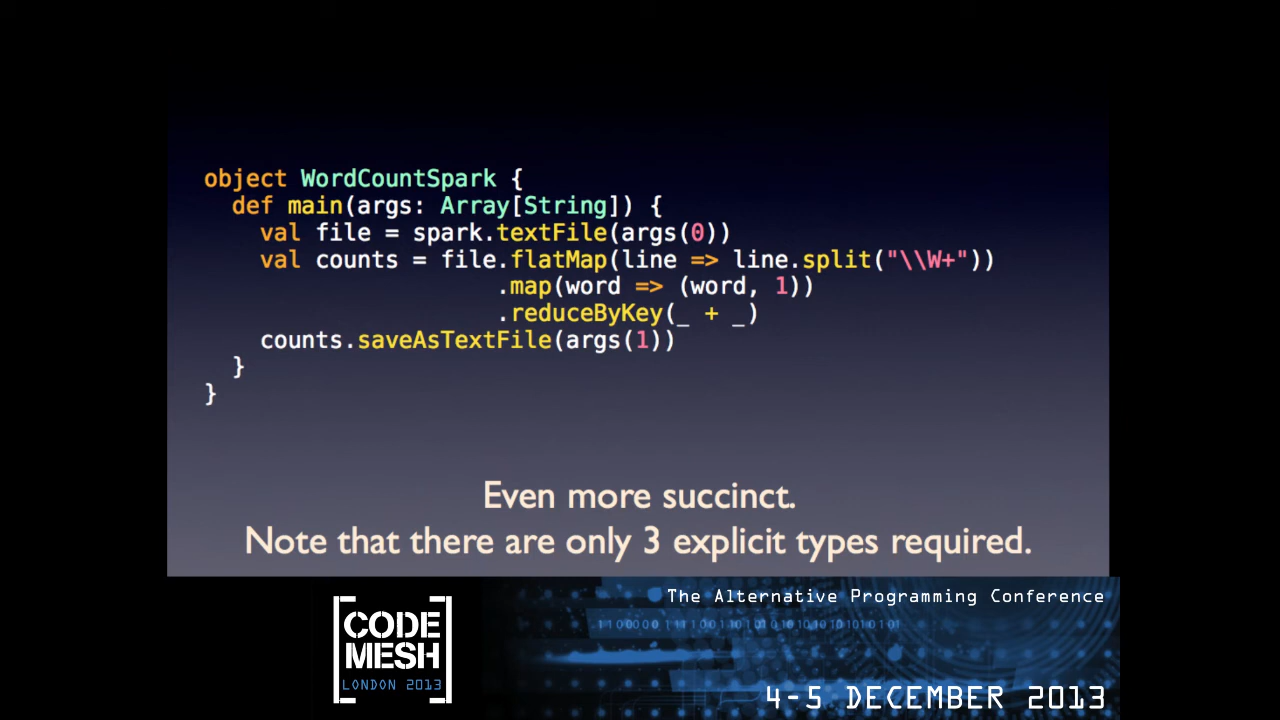 object WordCountSpark {
  def main(args: Array[String]) {
    val file = spark.textFile(args(0))
    val counts = file.flatMap(line => line.split("\\W+"))
                     .map(word => (word, 1))
                     .reduceByKey(_ + _)
    counts.saveAsTextFile(args(1))
  }
}
Even more succinct.
Note that there are only 3 explicit types required.
The Alternative Programming Conference
CODE
MESH
LONDON 2013
4-5 DECEMBER 2013